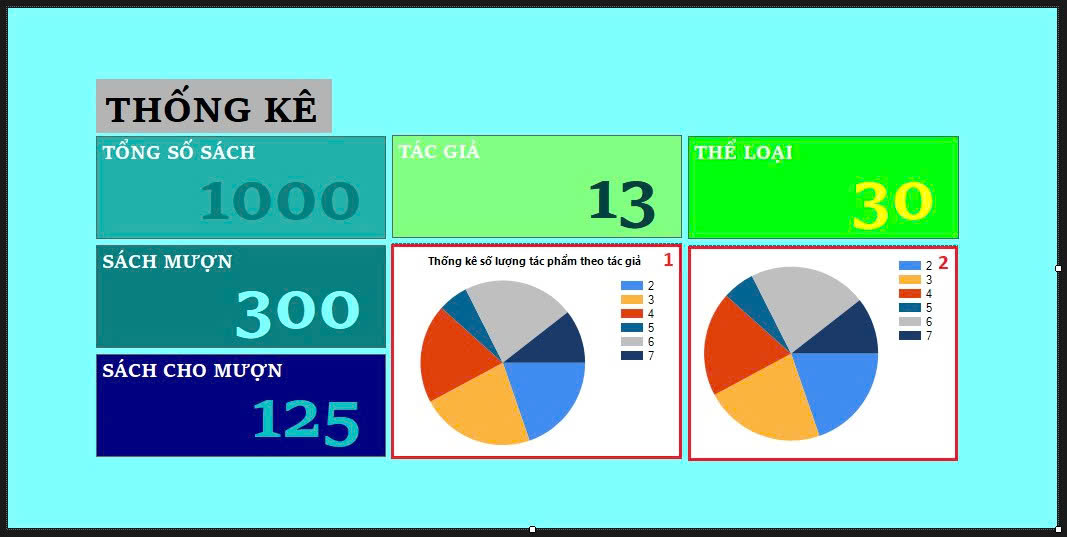 THỐNG KÊ
TỔNG SỐ SÁCH
1000
TÁC GIẢ
13
THỂ LOẠI
30
SÁCH MƯỢN
300
SÁCH CHO MƯỢN
125
Thống kê số lượng tác phẩm theo tác giả
1
2
3
4
5
6
7
2
2
3
4
5
6
7